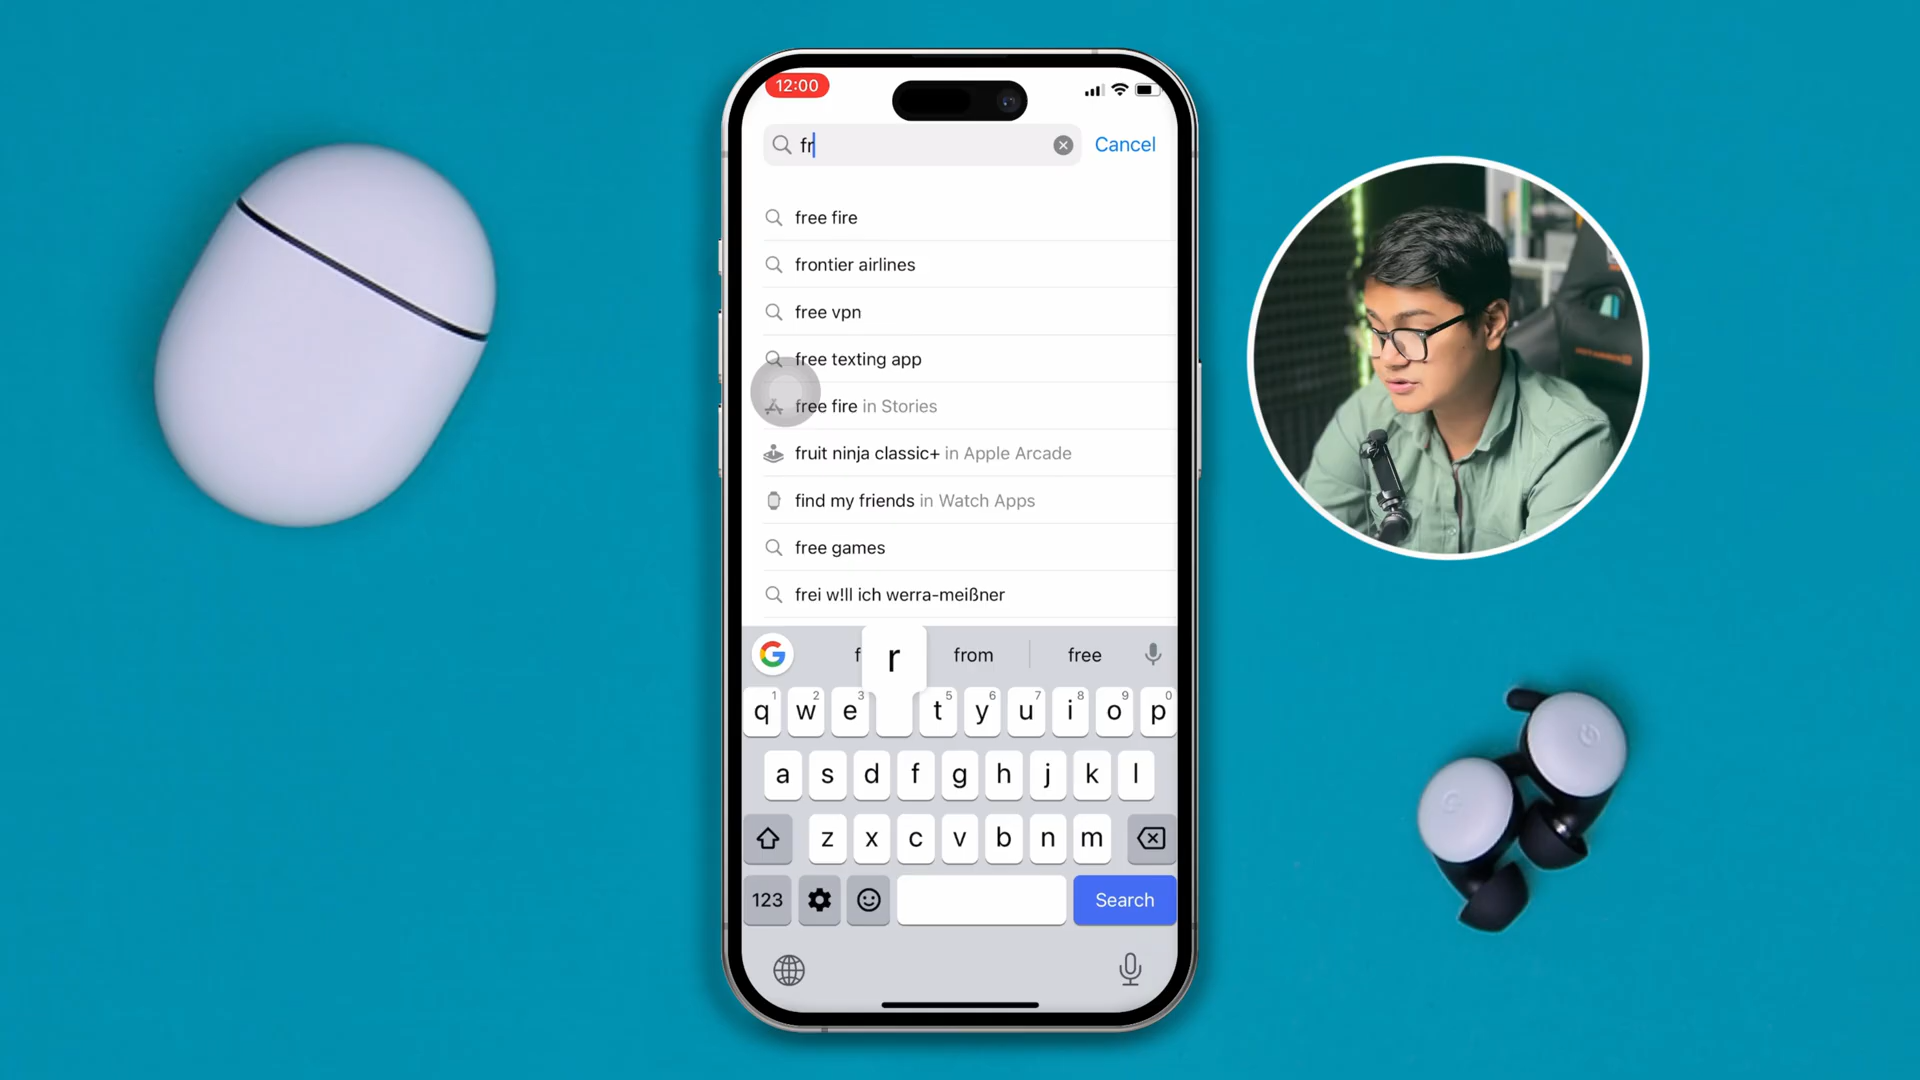 12:00
fr
Cancel
free fire
frontier airlines
free vpn
free texting app
free fire in Stories
fruit ninja classic+ in Apple Arcade
find my friends in Watch Apps
free games
frei w!ll ich werra-meißner
f r from free
1 2 3 5 6 7 8 9 0
q w e t y u i o p
a s d f g h j k l
z x c v b n m
123 Search